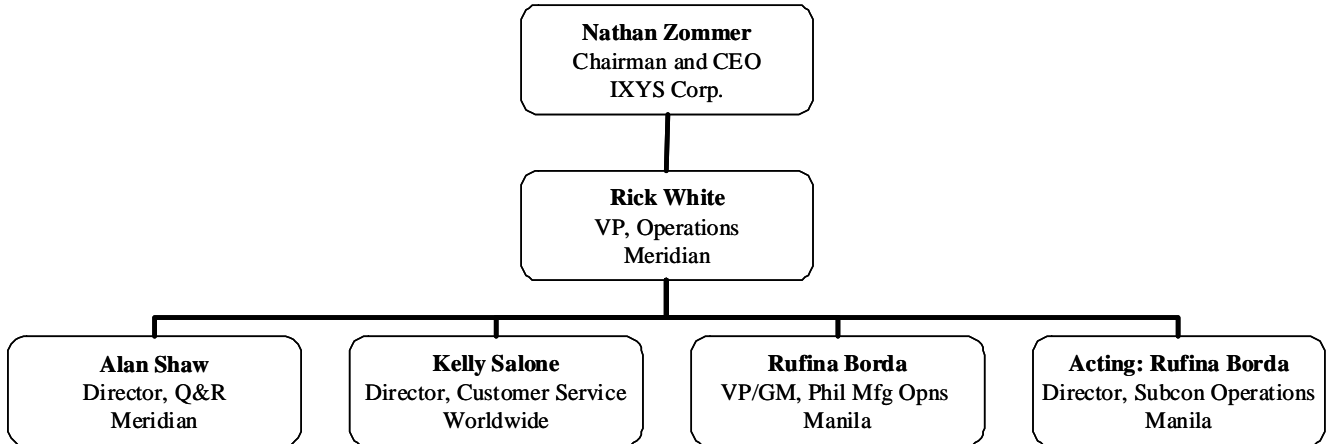 Nathan Zommer
Chairman and CEO
IXYS Corp.
Rick White
VP, Operations
Meridian
Alan Shaw
Director, Q&R
Meridian
Kelly Salone
Director, Customer Service
Worldwide
Rufina Borda
VP/GM, Phil Mfg Opns
Manila
Acting: Rufina Borda
Director, Subcon Operations
Manila